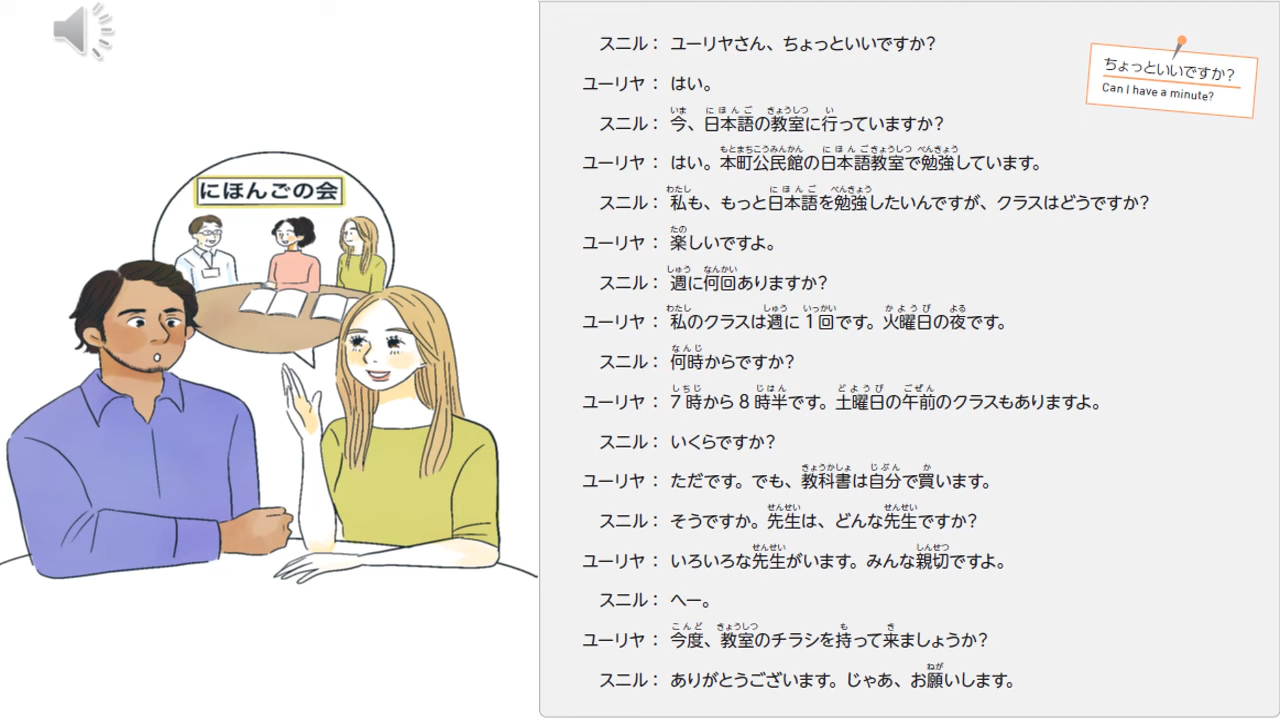 にほんごの会
スニル： ユーリヤさん、ちょっといいですか？
ユーリヤ： はい。
スニル： 今、日本語の教室に行っていますか？
ユーリヤ： はい。本町公民館の日本語教室で勉強しています。
スニル： 私も、もっと日本語を勉強したいんですが、クラスはどうですか？
ユーリヤ： 楽しいですよ。
スニル： 週に何回ありますか？
ユーリヤ： 私のクラスは週に1回です。火曜日の夜です。
スニル： 何時からですか？
ユーリヤ： 7時から8時半です。土曜日の午前のクラスもありますよ。
スニル： いくらですか？
ユーリヤ： ただです。でも、教科書は自分で買います。
スニル： そうですか。先生は、どんな先生ですか？
ユーリヤ： いろいろな先生がいます。みんな親切ですよ。
スニル： へー。
ユーリヤ： 今度、教室のチラシを持って来ましょうか？
スニル： ありがとうございます。じゃあ、お願いします。
ちょっといいですか？
Can I have a minute?